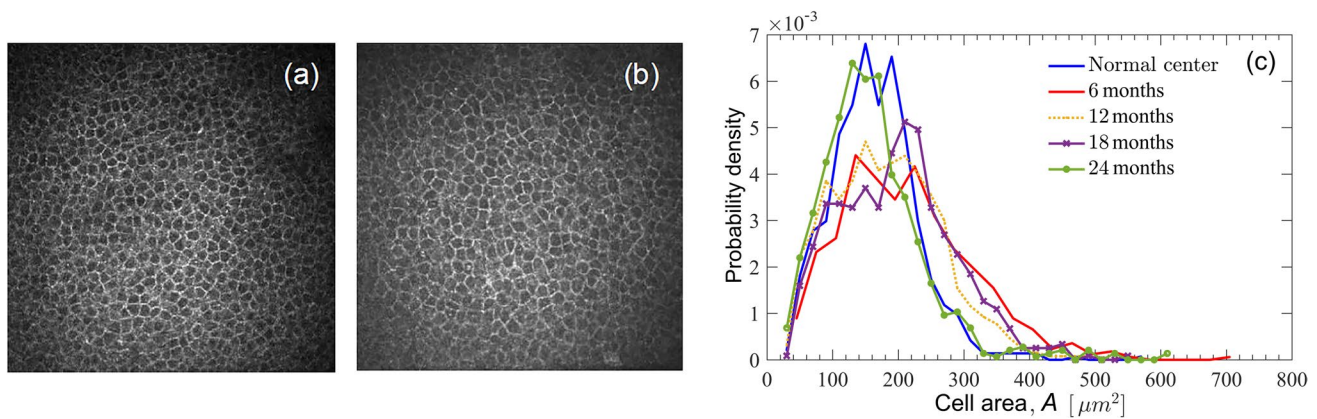 (a)
(b)
(c)
×10⁻³
7
6
5
4
3
2
1
0
Probability density
Normal center
6 months
12 months
18 months
24 months
0 100 200 300 400 500 600 700 800
Cell area, A [μm²]